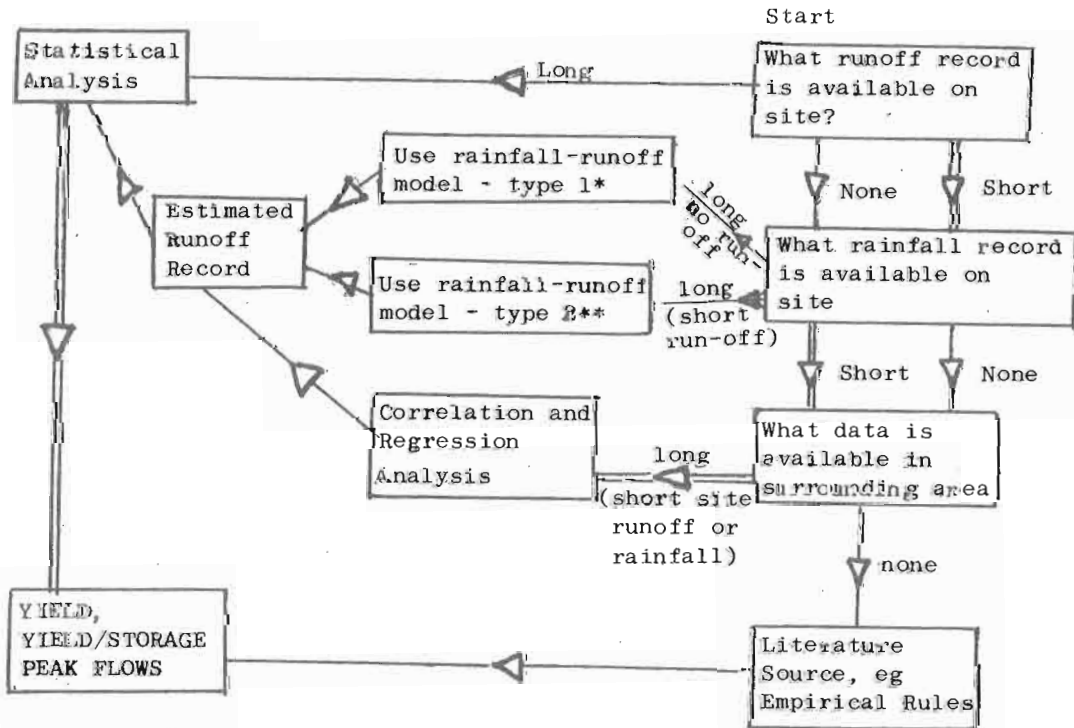 Start
Statistical
Analysis
Long
What runoff record
is available on
site?
Use rainfall-runoff
model - type 1*
None
Short
long
no run-
off
Estimated
Runoff
Record
What rainfall record
is available on
site
Use rainfall-runoff
model - type 2**
long
(short
run-off)
Short
None
Correlation and
Regression
Analysis
long
(short site
runoff or
rainfall)
What data is
available in
surrounding area
none
YIELD,
YIELD/STORAGE
PEAK FLOWS
Literature
Source, eg
Empirical Rules